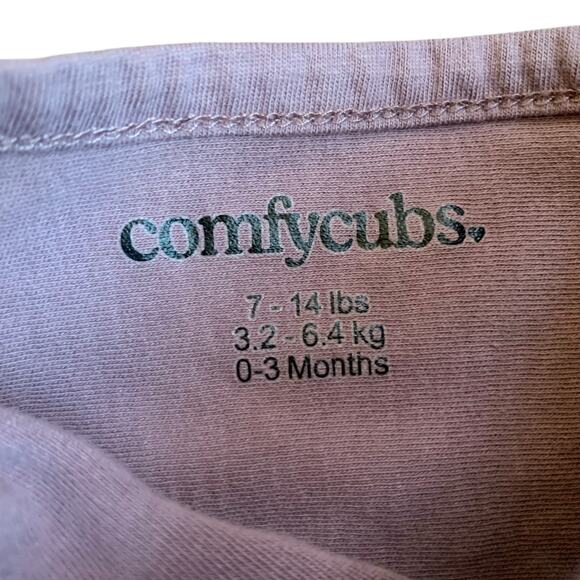 comfycubs.
7 - 14 lbs
3.2 - 6.4 kg
0-3 Months